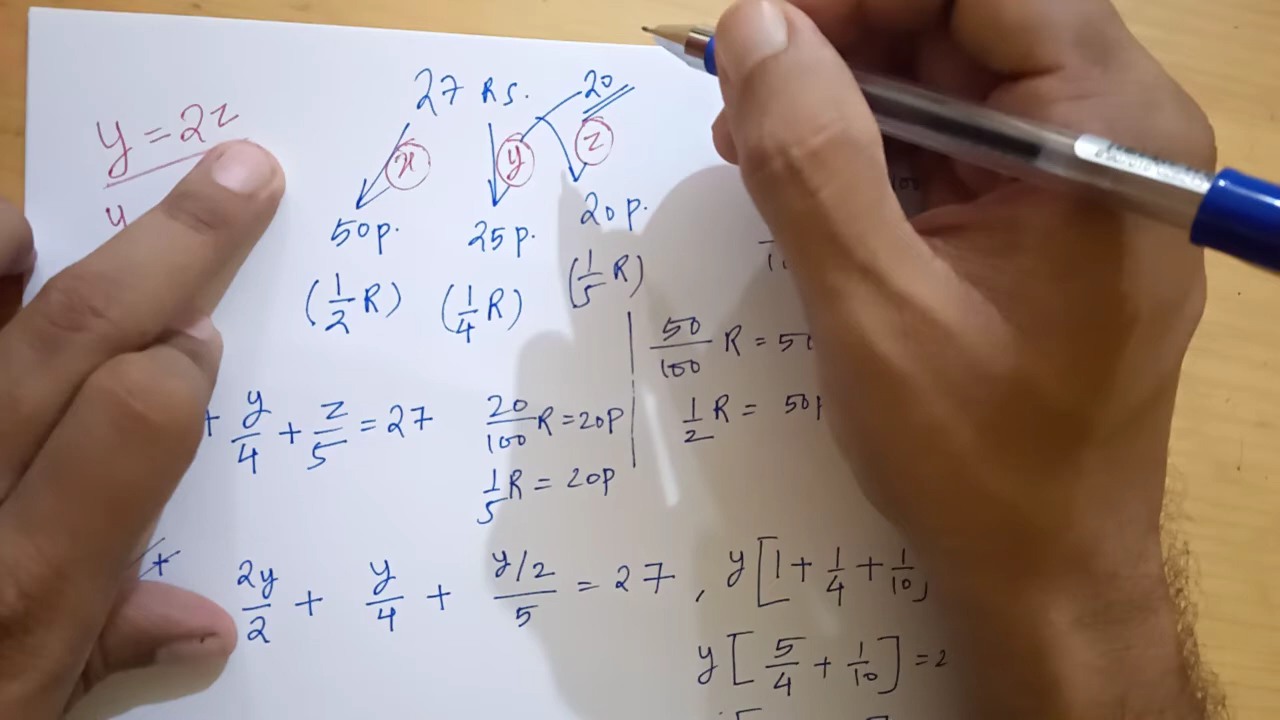 y = 2z
y
27 Rs. 20
x y z
50p. 25p. 20p.
(1/2 R) (1/4 R) (1/5 R)
50/100 R = 50
1/2 R = 50p
+ y/4 + z/5 = 27
20/100 R = 20P
1/5 R = 20P
2y/2 + y/4 + y/2/5 = 27 , y[1 + 1/4 + 1/10
y[5/4 + 1/10] = 2